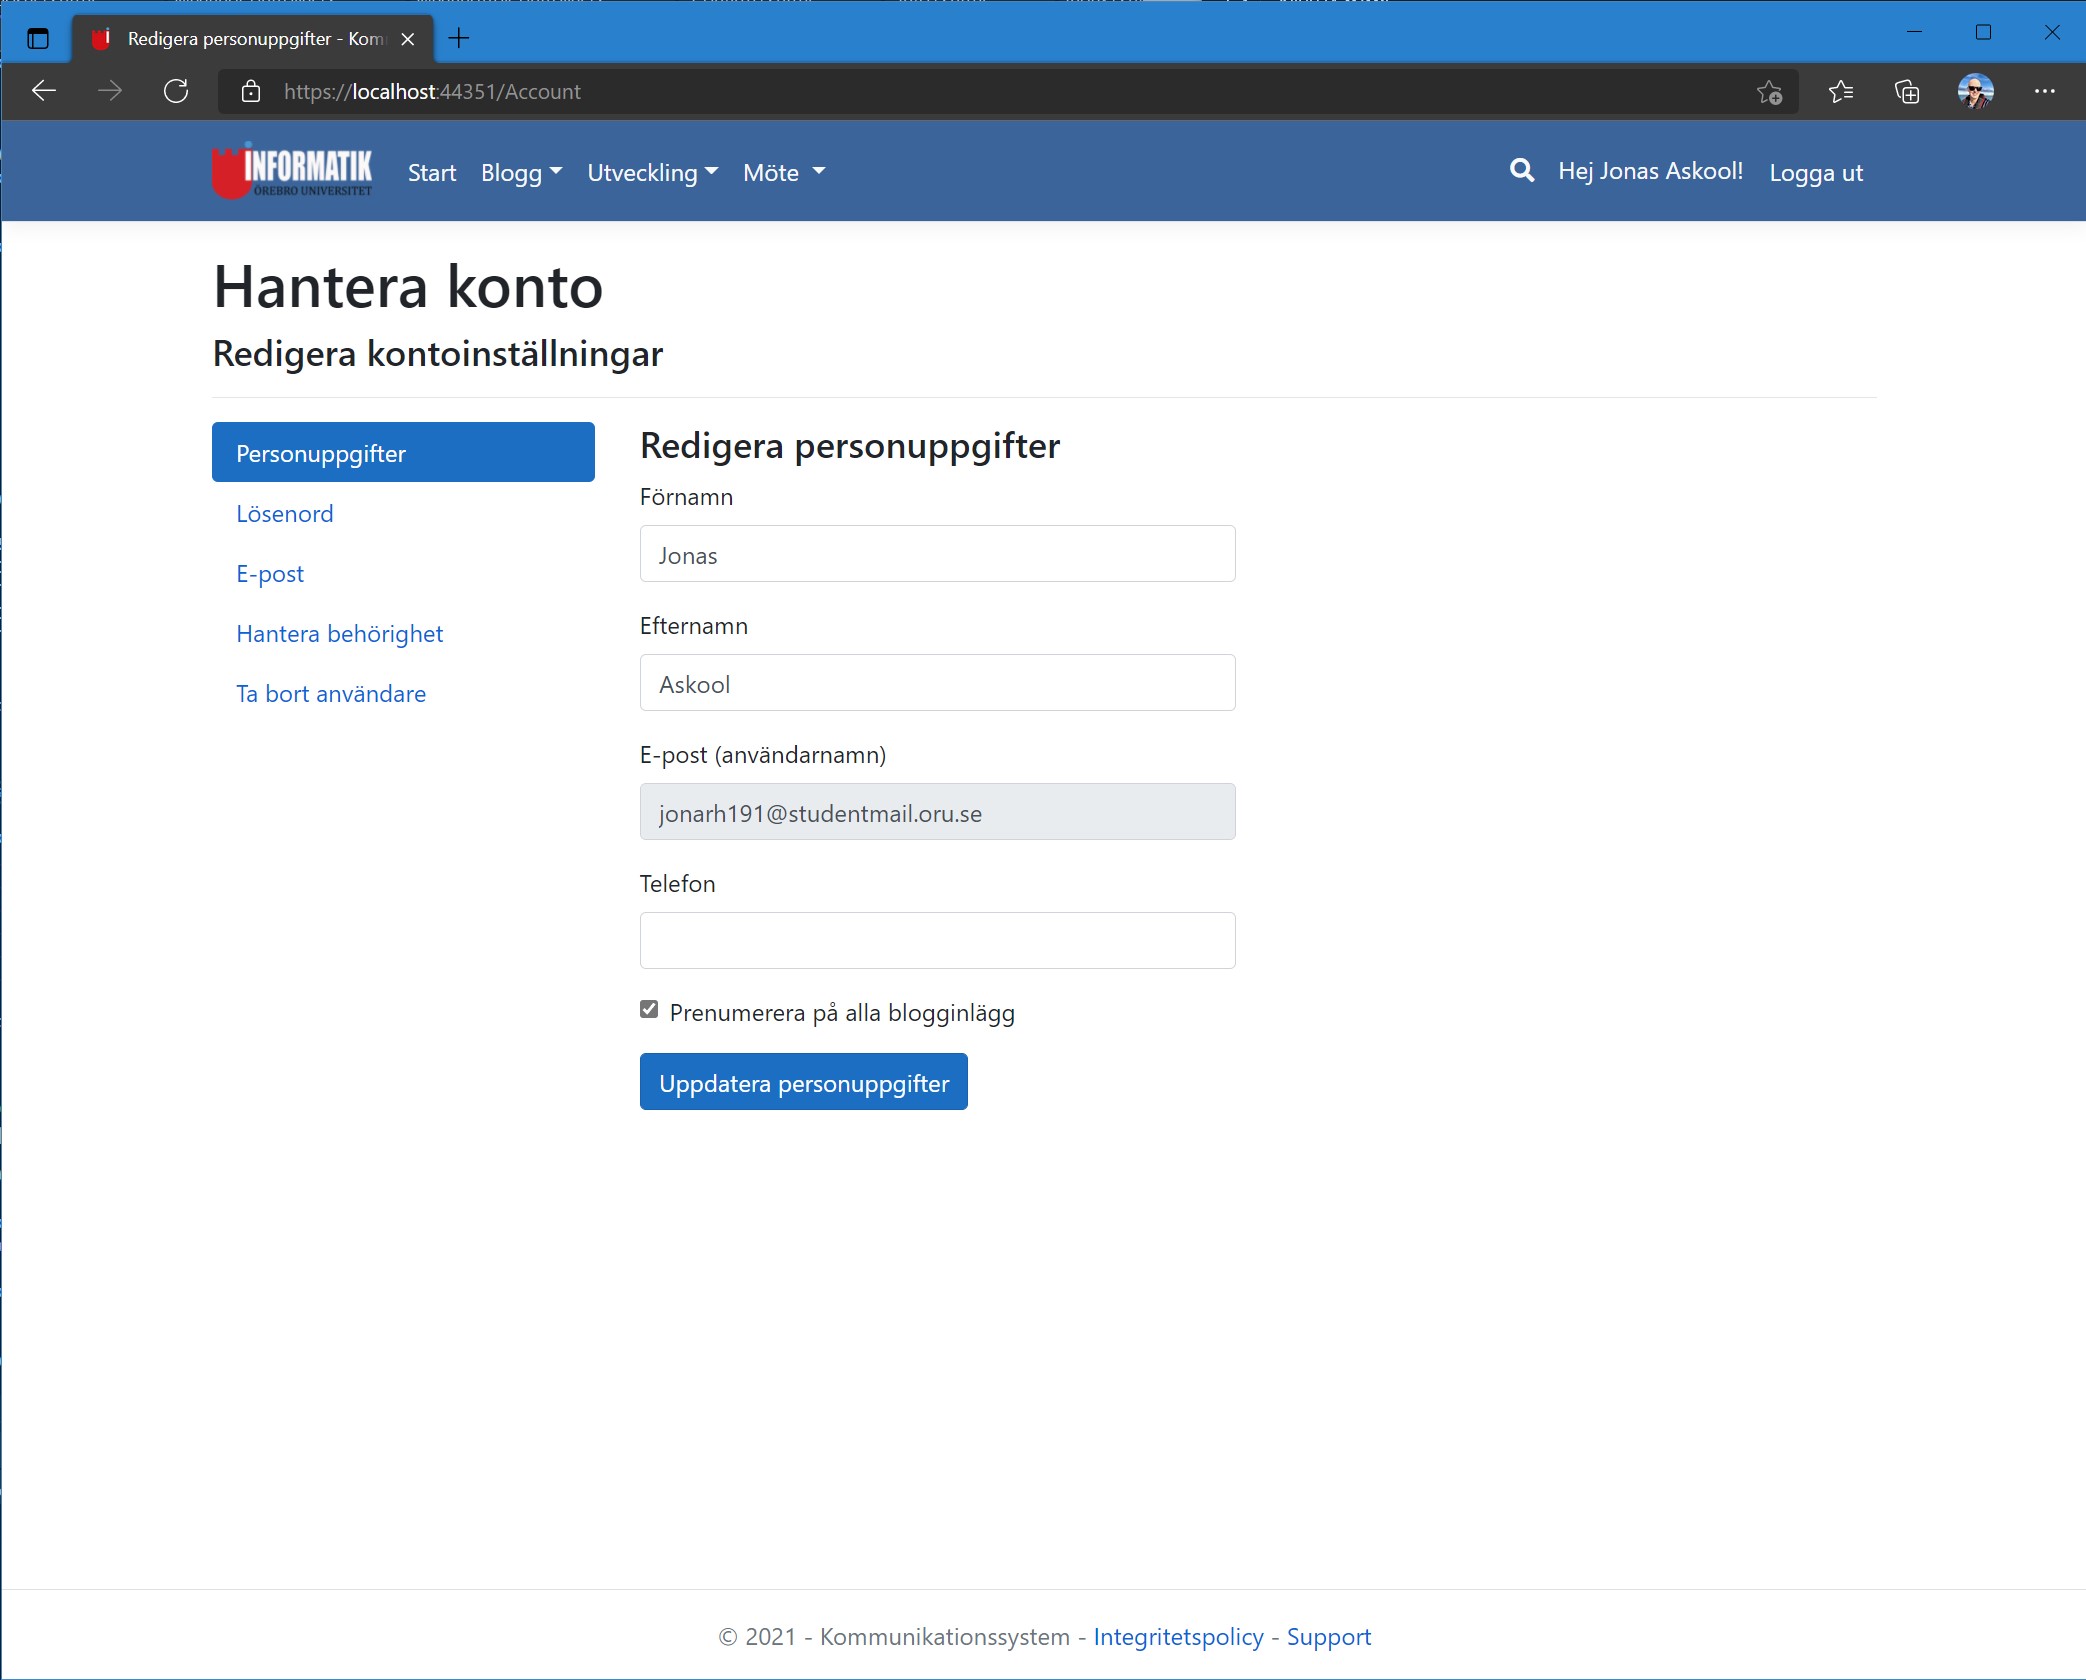 Redigera personuppgifter - Kom
https://localhost:44351/Account
INFORMATIK
ÖREBRO UNIVERSITET
Start Blogg Utveckling Möte
Hej Jonas Askool! Logga ut
Hantera konto
Redigera kontoinställningar
Personuppgifter
Lösenord
E-post
Hantera behörighet
Ta bort användare
Redigera personuppgifter
Förnamn
Jonas
Efternamn
Askool
E-post (användarnamn)
jonarh191@studentmail.oru.se
Telefon
Prenumerera på alla blogginlägg
Uppdatera personuppgifter
© 2021 - Kommunikationssystem - Integritetspolicy - Support